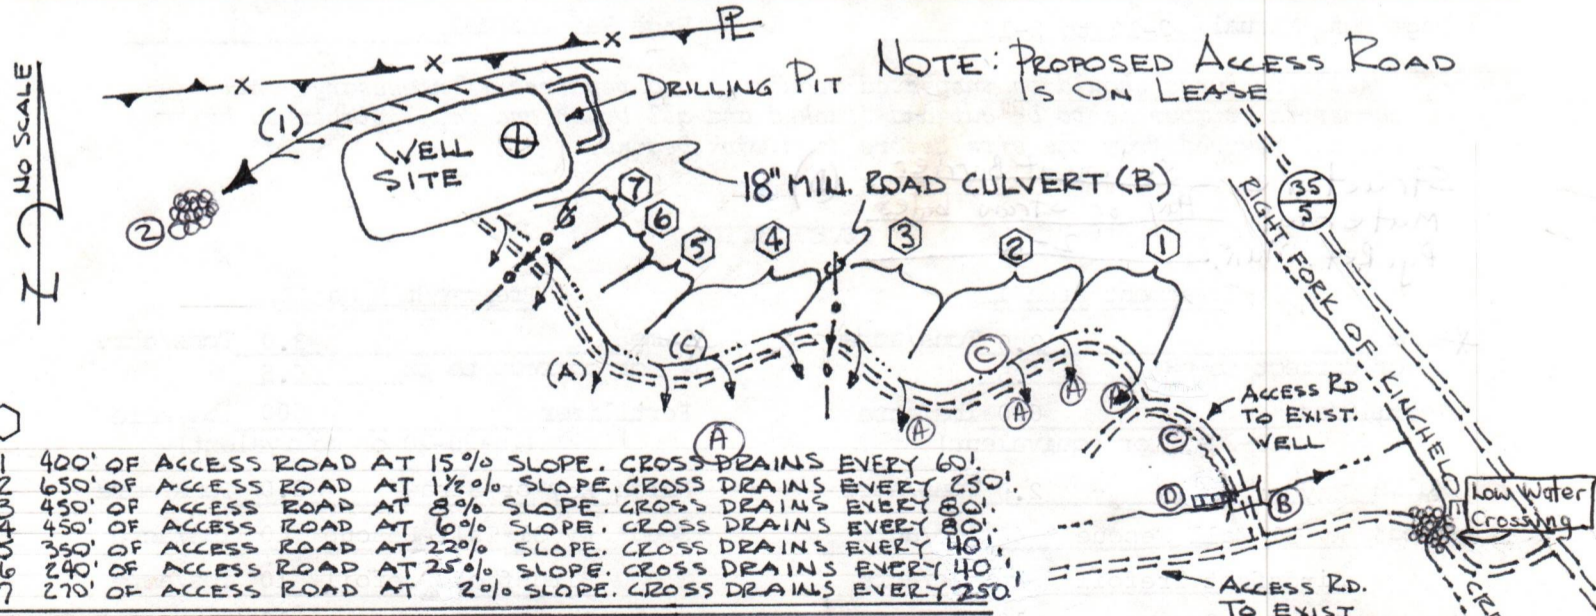 PL
NO SCALE
N
NOTE: PROPOSED ACCESS ROAD
IS ON LEASE
DRILLING PIT
(1)
WELL
SITE
2
18" MIN. ROAD CULVERT (B)
35
5
7
6
5
4
3
2
1
RIGHT FORK OF KINCHELO
(C)
(A)
C
A
A
A
A
A
C
ACCESS RD
TO EXIST.
WELL
D
B
Low Water
Crossing
1 400' OF ACCESS ROAD AT 15% SLOPE. CROSS DRAINS EVERY 60'.
2 650' OF ACCESS ROAD AT 1½% SLOPE. CROSS DRAINS EVERY 250'.
3 450' OF ACCESS ROAD AT 8% SLOPE. CROSS DRAINS EVERY 80'.
4 450' OF ACCESS ROAD AT 6% SLOPE. CROSS DRAINS EVERY 80'.
5 350' OF ACCESS ROAD AT 22% SLOPE. CROSS DRAINS EVERY 40'.
6 240' OF ACCESS ROAD AT 25% SLOPE. CROSS DRAINS EVERY 40'.
7 270' OF ACCESS ROAD AT 2% SLOPE. CROSS DRAINS EVERY 250'
ACCESS RD.
TO EXIST